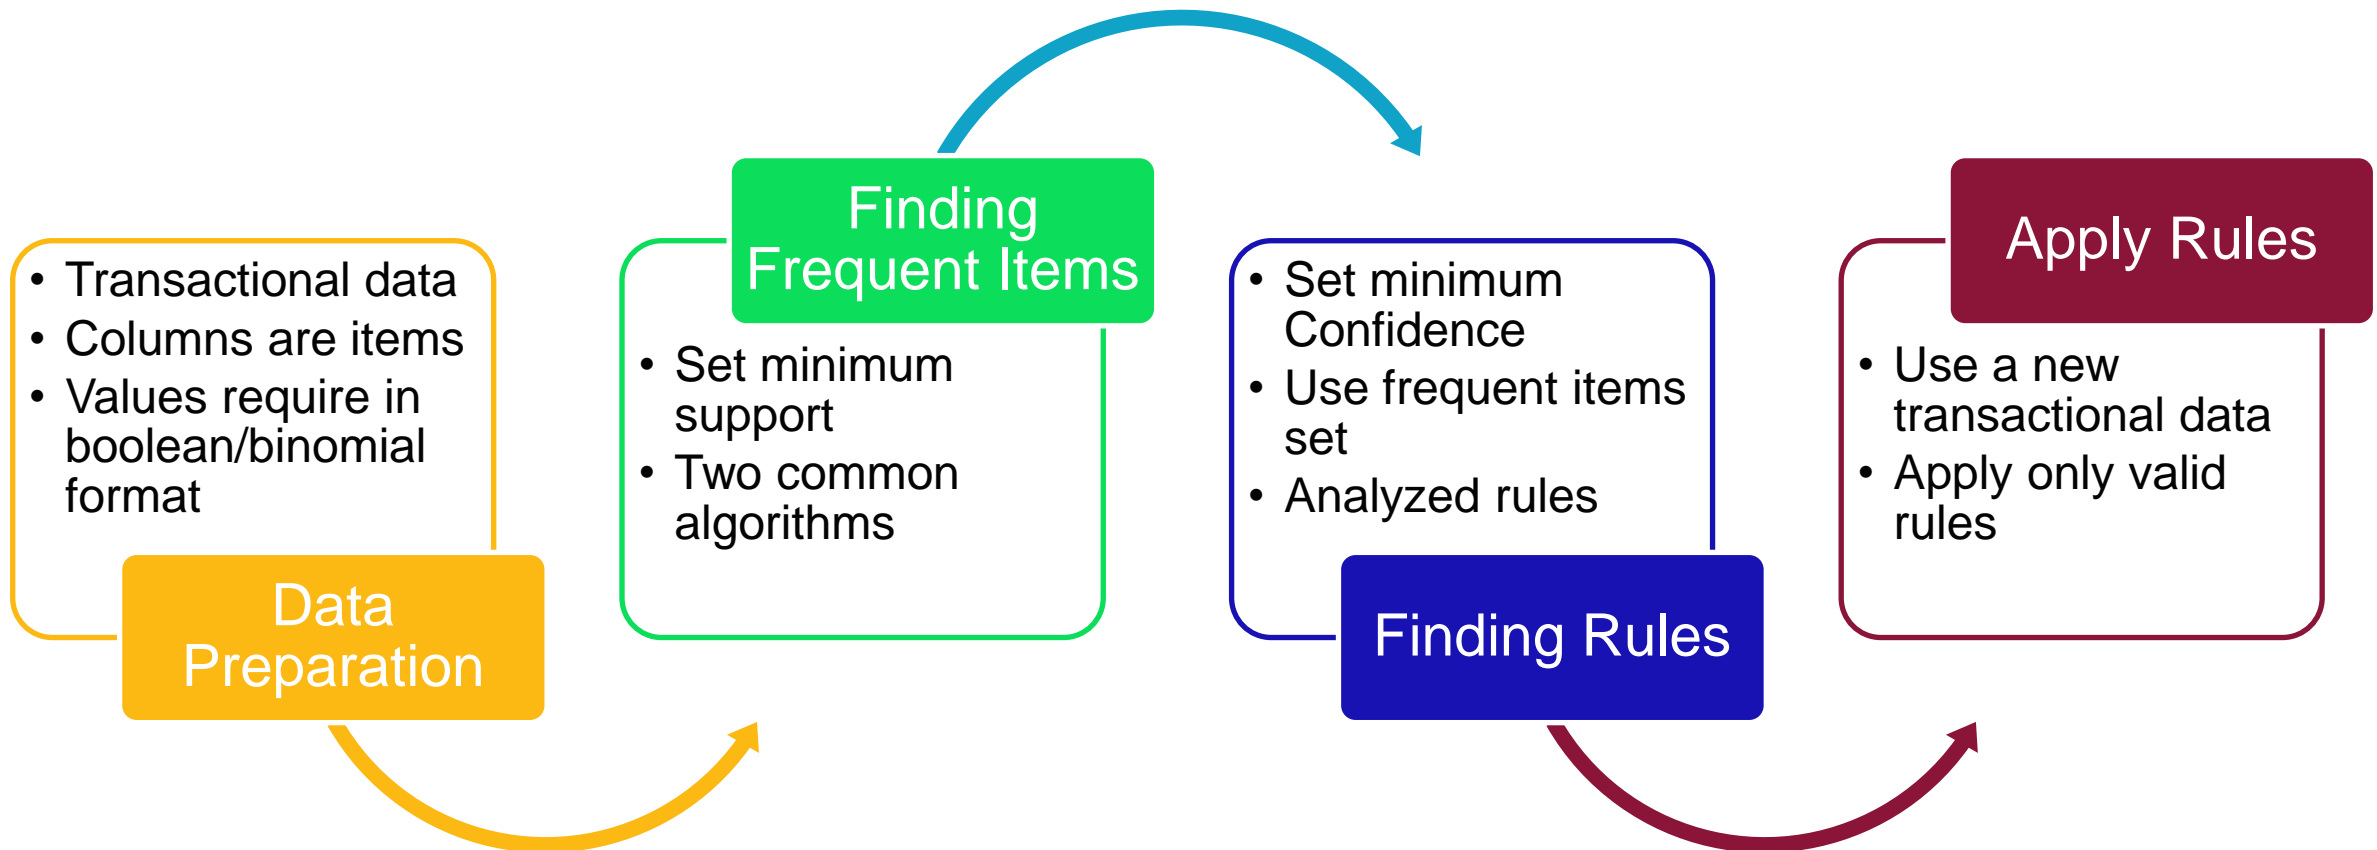 • Transactional data
• Columns are items
• Values require in
boolean/binomial
format
Data
Preparation
Finding
Frequent Items
• Set minimum
support
• Two common
algorithms
• Set minimum
Confidence
• Use frequent items
set
• Analyzed rules
Finding Rules
Apply Rules
• Use a new
transactional data
• Apply only valid
rules